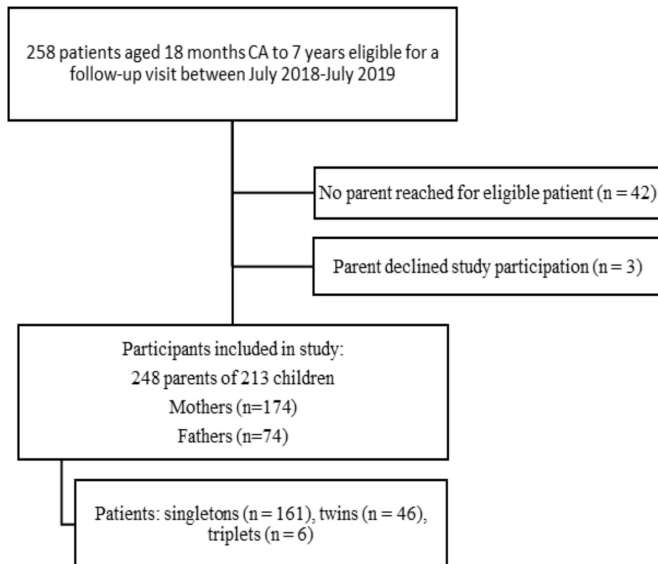 258 patients aged 18 months CA to 7 years eligible for a
follow-up visit between July 2018-July 2019
No parent reached for eligible patient (n = 42)
Parent declined study participation (n = 3)
Participants included in study:
248 parents of 213 children
Mothers (n=174)
Fathers (n=74)
Patients: singletons (n = 161), twins (n = 46),
triplets (n = 6)